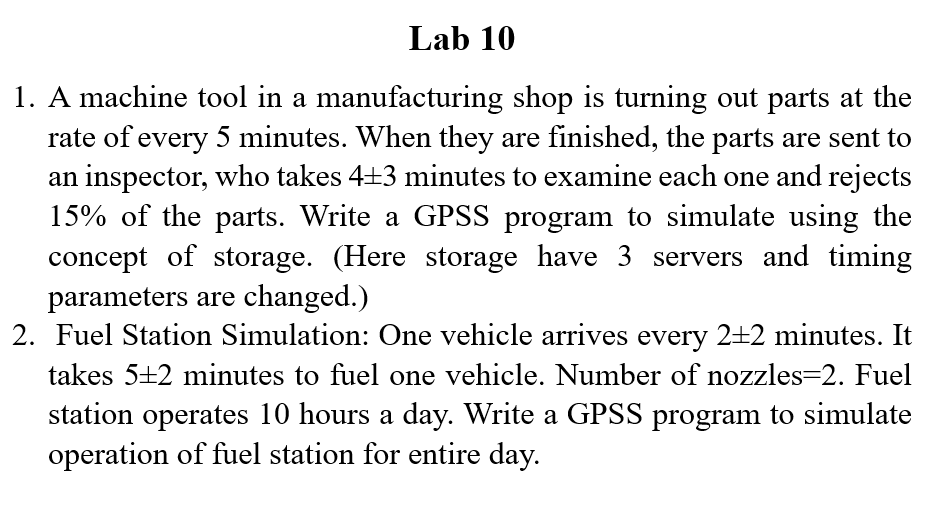 Lab 10
1. A machine tool in a manufacturing shop is turning out parts at the
rate of every 5 minutes. When they are finished, the parts are sent to
an inspector, who takes 4±3 minutes to examine each one and rejects
15% of the parts. Write a GPSS program to simulate using the
concept of storage. (Here storage have 3 servers and timing
parameters are changed.)
2. Fuel Station Simulation: One vehicle arrives every 2±2 minutes. It
takes 5±2 minutes to fuel one vehicle. Number of nozzles=2. Fuel
station operates 10 hours a day. Write a GPSS program to simulate
operation of fuel station for entire day.